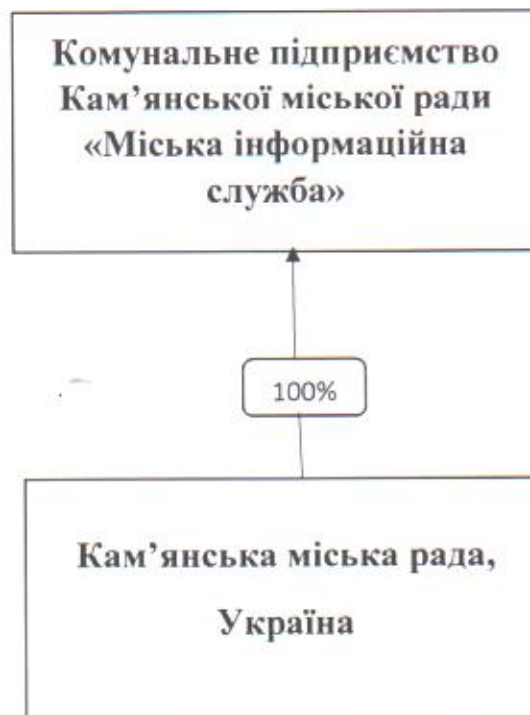 Комунальне підприємство
Кам’янської міської ради
«Міська інформаційна
служба»
100%
Кам’янська міська рада,
Україна